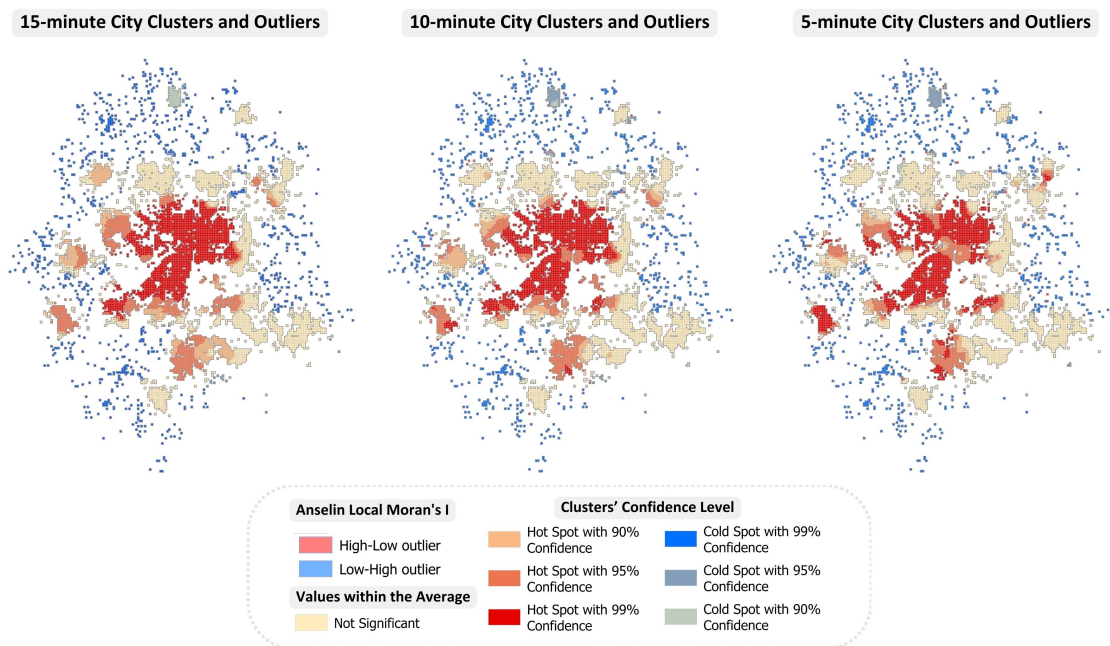 15-minute City Clusters and Outliers
10-minute City Clusters and Outliers
5-minute City Clusters and Outliers
Anselin Local Moran's I
High-Low outlier
Low-High outlier
Values within the Average
Not Significant
Clusters’ Confidence Level
Hot Spot with 90%
Confidence
Hot Spot with 95%
Confidence
Hot Spot with 99%
Confidence
Cold Spot with 99%
Confidence
Cold Spot with 95%
Confidence
Cold Spot with 90%
Confidence